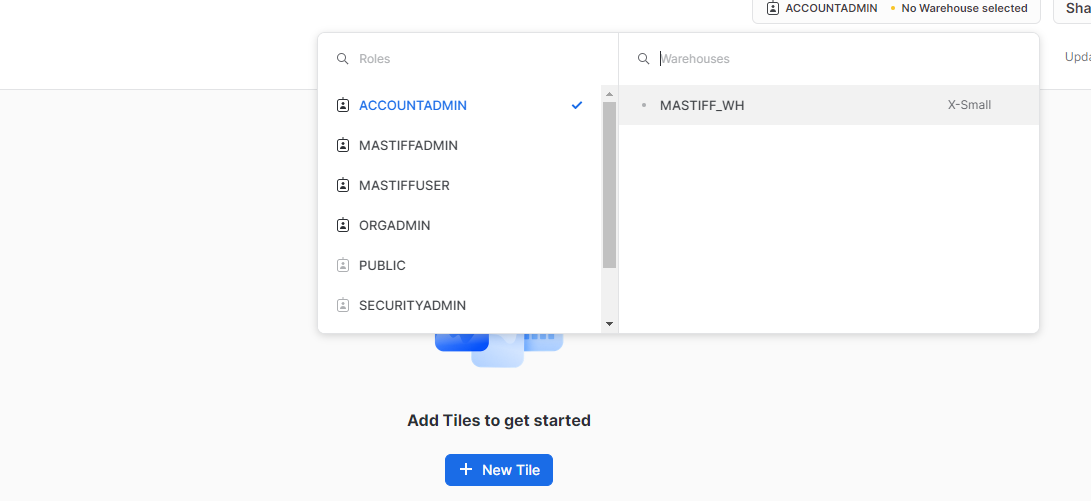 ACCOUNTADMIN No Warehouse selected
Sha
Roles
Warehouses
Upda
ACCOUNTADMIN
MASTIFF_WH X-Small
MASTIFFADMIN
MASTIFFUSER
ORGADMIN
PUBLIC
SECURITYADMIN
Add Tiles to get started
+ New Tile